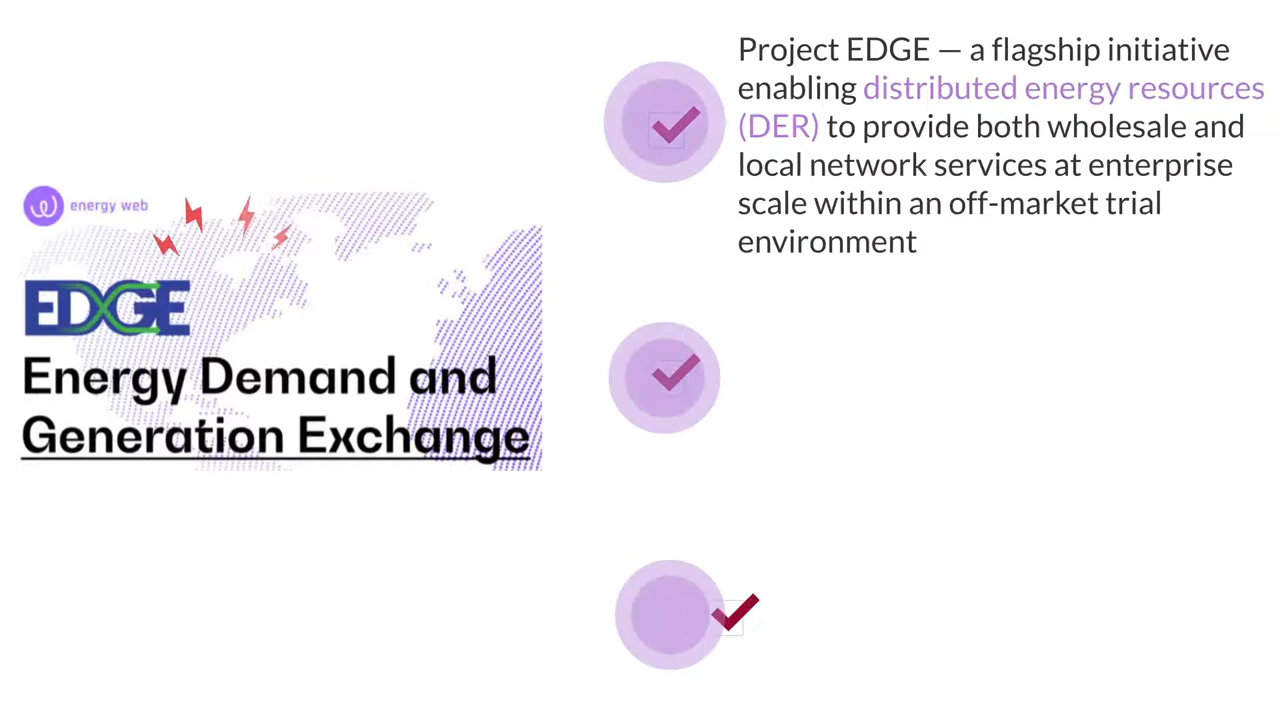 energy web
EDGE
Energy Demand and
Generation Exchange
Project EDGE — a flagship initiative
enabling distributed energy resources
(DER) to provide both wholesale and
local network services at enterprise
scale within an off-market trial
environment